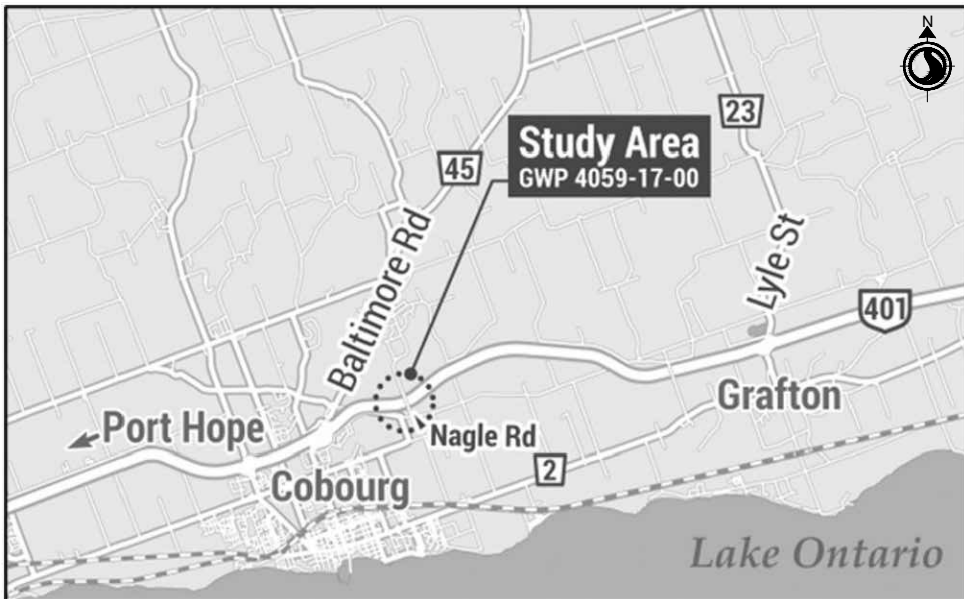 N
23
Study Area
GWP 4059-17-00
45
Baltimore Rd
Lyle St
401
Grafton
Port Hope
Nagle Rd
2
Cobourg
Lake Ontario